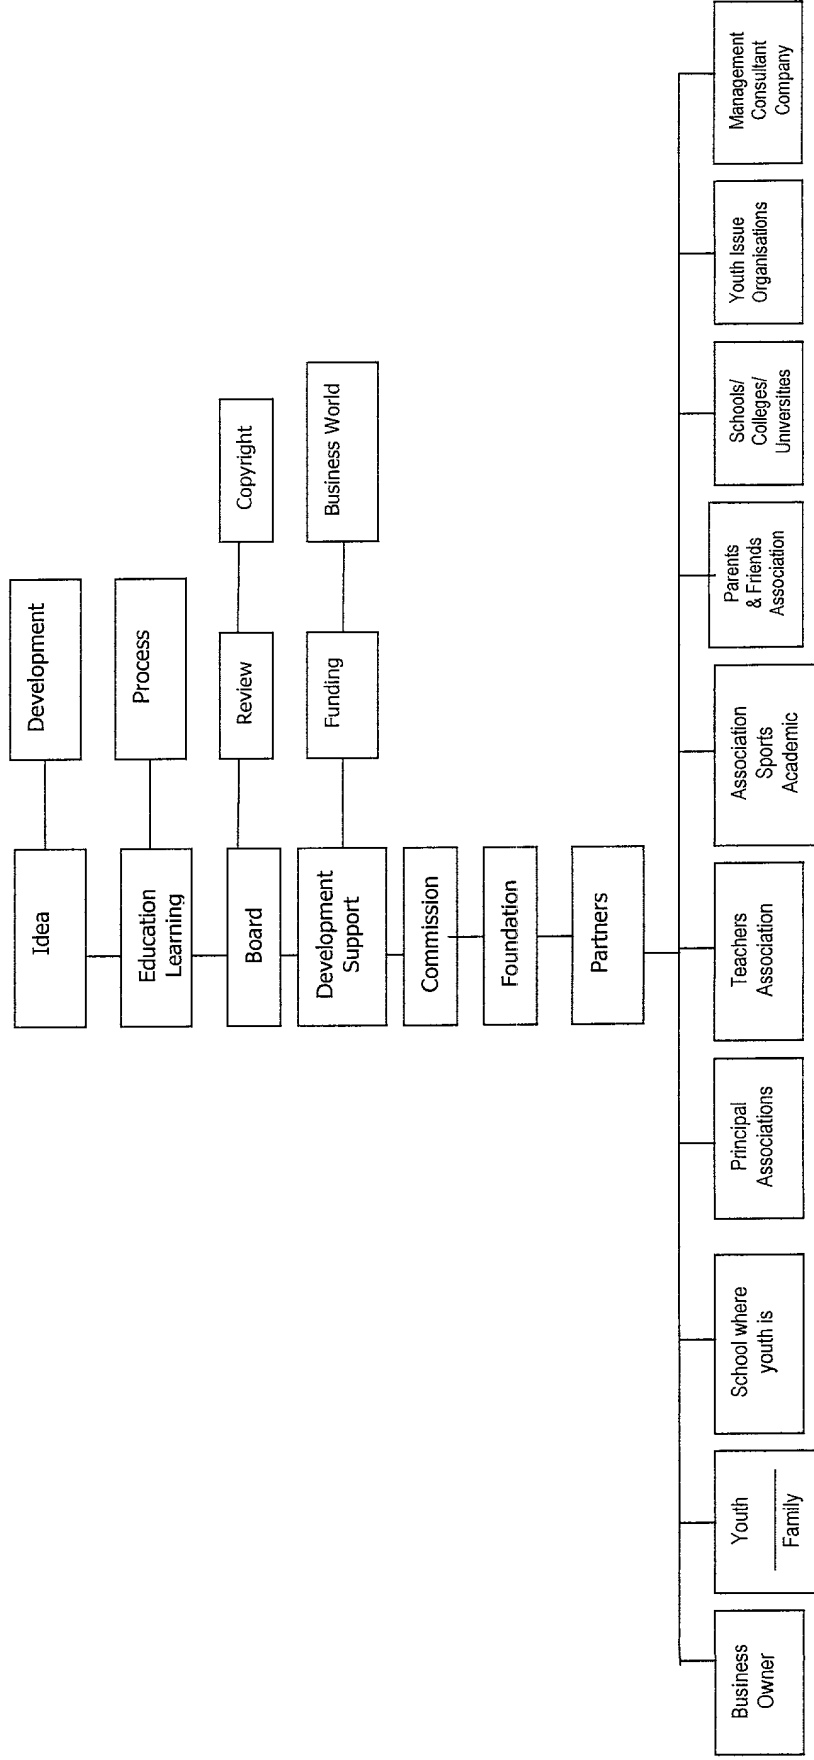 Idea
Development
Education
Learning
Process
Board
Review
Copyright
Development
Support
Funding
Business World
Commission
Foundation
Partners
Business
Owner
Youth
Family
School where
youth is
Principal
Associations
Teachers
Association
Association
Sports
Academic
Parents
& Friends
Association
Schools/
Colleges/
Universities
Youth Issue
Organisations
Management
Consultant
Company